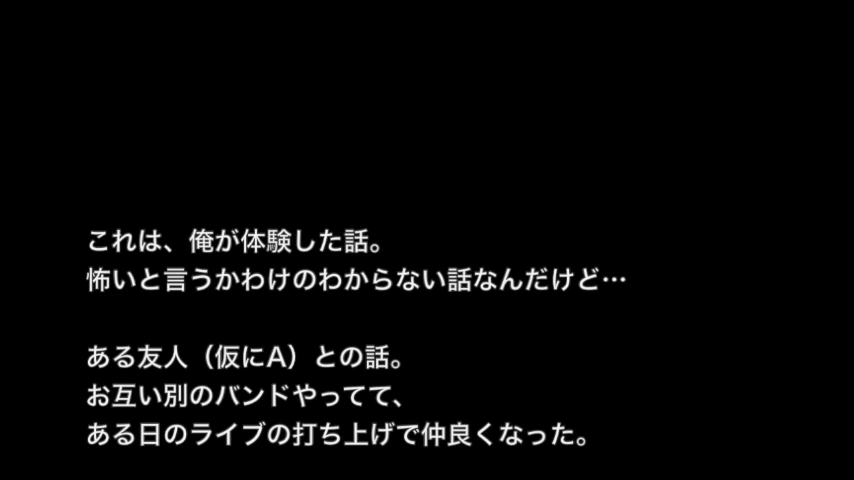 これは、俺が体験した話。
怖いと言うかわけのわからない話なんだけど…
ある友人（仮にA）との話。
お互い別のバンドやってて、
ある日のライブの打ち上げで仲良くなった。